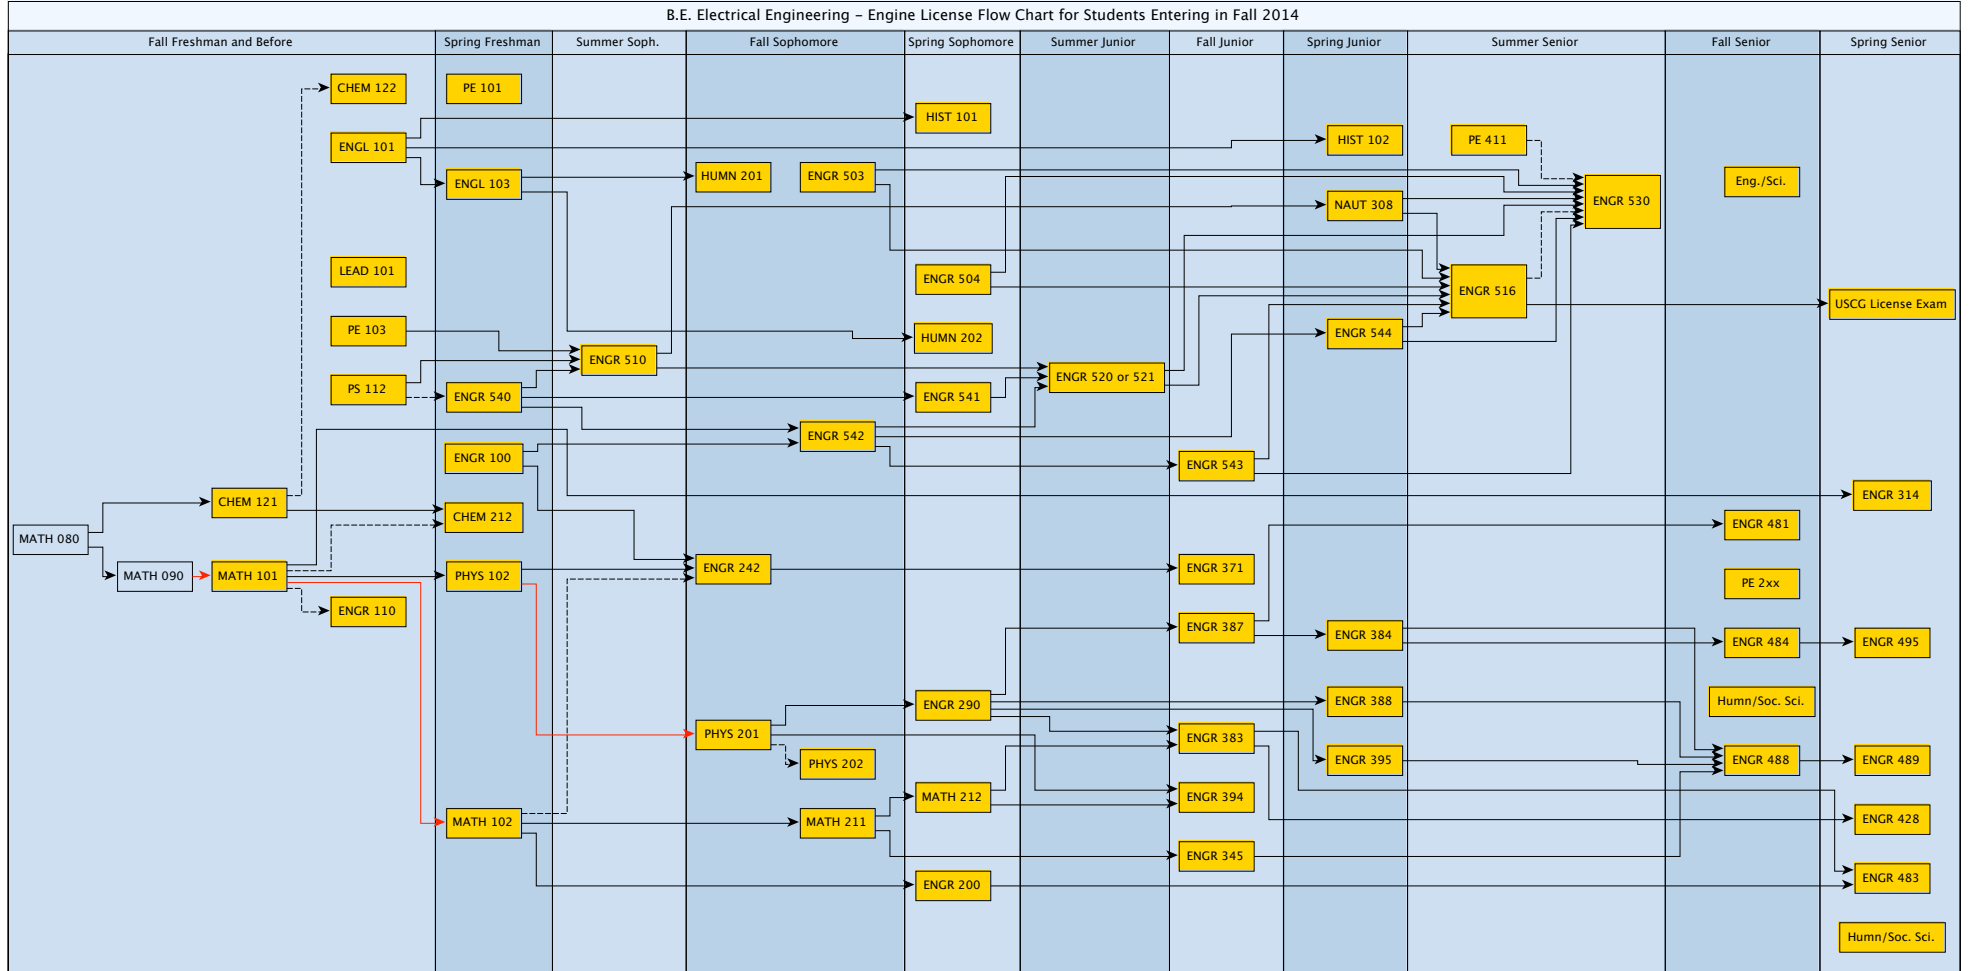 B.E. Electrical Engineering – Engine License Flow Chart for Students Entering in Fall 2014
Fall Freshman and Before
Spring Freshman
Summer Soph.
Fall Sophomore
Spring Sophomore
Summer Junior
Fall Junior
Spring Junior
Summer Senior
Fall Senior
Spring Senior
MATH 080
MATH 090
CHEM 121
MATH 101
CHEM 122
ENGL 101
LEAD 101
PE 103
PS 112
ENGR 110
PE 101
ENGL 103
ENGR 540
ENGR 100
CHEM 212
PHYS 102
MATH 102
ENGR 510
HUMN 201
ENGR 242
PHYS 201
ENGR 503
ENGR 542
PHYS 202
MATH 211
HIST 101
ENGR 504
HUMN 202
ENGR 541
ENGR 290
MATH 212
ENGR 200
ENGR 520 or 521
ENGR 543
ENGR 371
ENGR 387
ENGR 383
ENGR 394
ENGR 345
HIST 102
NAUT 308
ENGR 544
ENGR 384
ENGR 388
ENGR 395
PE 411
ENGR 516
ENGR 530
Eng./Sci.
ENGR 481
PE 2xx
ENGR 484
Humn/Soc. Sci.
ENGR 488
USCG License Exam
ENGR 314
ENGR 495
ENGR 489
ENGR 428
ENGR 483
Humn/Soc. Sci.